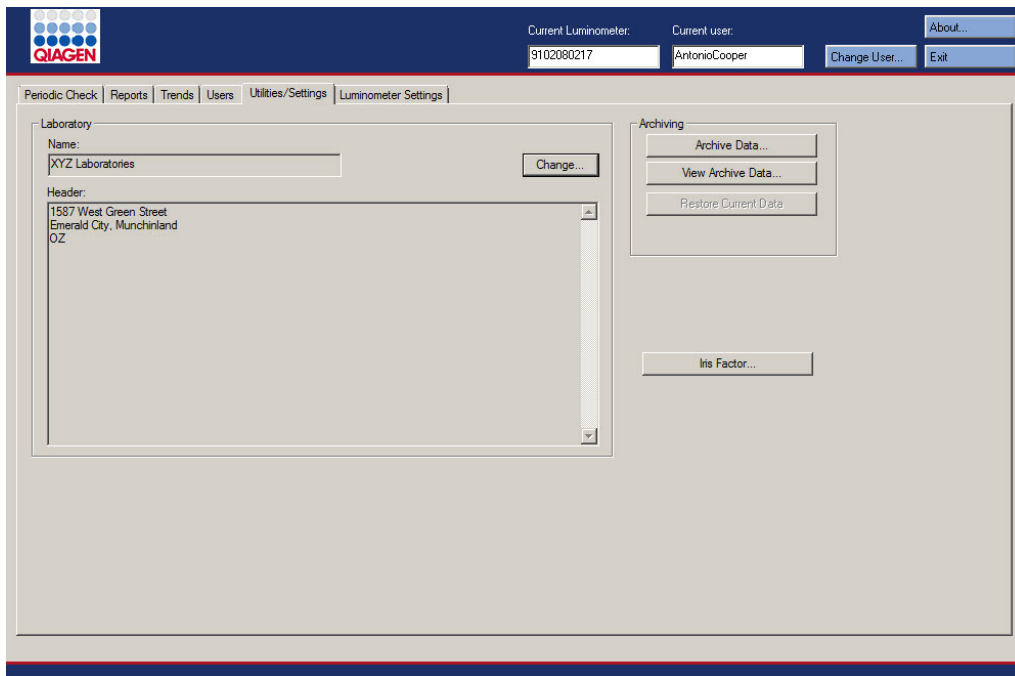 QIAGEN
Current Luminometer:
Current user:
About...
9102080217
AntonioCooper
Change User...
Exit
Periodic Check
Reports
Trends
Users
Utilities/Settings
Luminometer Settings
Laboratory
Name:
XYZ Laboratories
Change...
Header:
1587 West Green Street
Emerald City, Munchinland
OZ
Archiving
Archive Data...
View Archive Data...
Restore Current Data
Iris Factor...